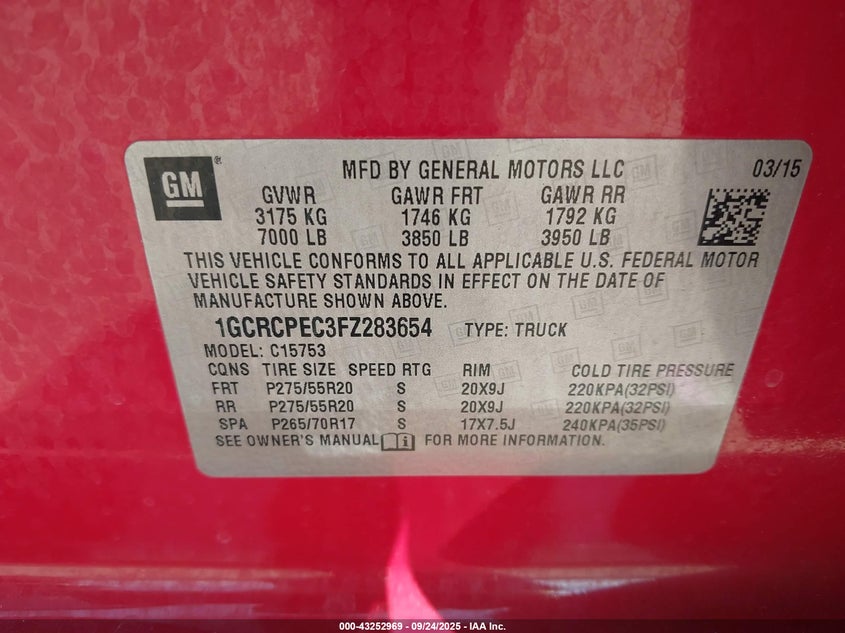 GM ®
MFD BY GENERAL MOTORS LLC 03/15
GVWR GAWR FRT GAWR RR
3175 KG 1746 KG 1792 KG
7000 LB 3850 LB 3950 LB
THIS VEHICLE CONFORMS TO ALL APPLICABLE U.S. FEDERAL MOTOR
VEHICLE SAFETY STANDARDS IN EFFECT ON THE DATE OF
MANUFACTURE SHOWN ABOVE.
1GCRCPEC3FZ283654 TYPE: TRUCK
MODEL: C15753
CQNS TIRE SIZE SPEED RTG RIM COLD TIRE PRESSURE
FRT P275/55R20 S 20X9J 220KPA(32PSI)
RR P275/55R20 S 20X9J 220KPA(32PSI)
SPA P265/70R17 S 17X7.5J 240KPA(35PSI)
SEE OWNER'S MANUAL FOR MORE INFORMATION.
000-43252969 - 09/24/2025 - IAA Inc.